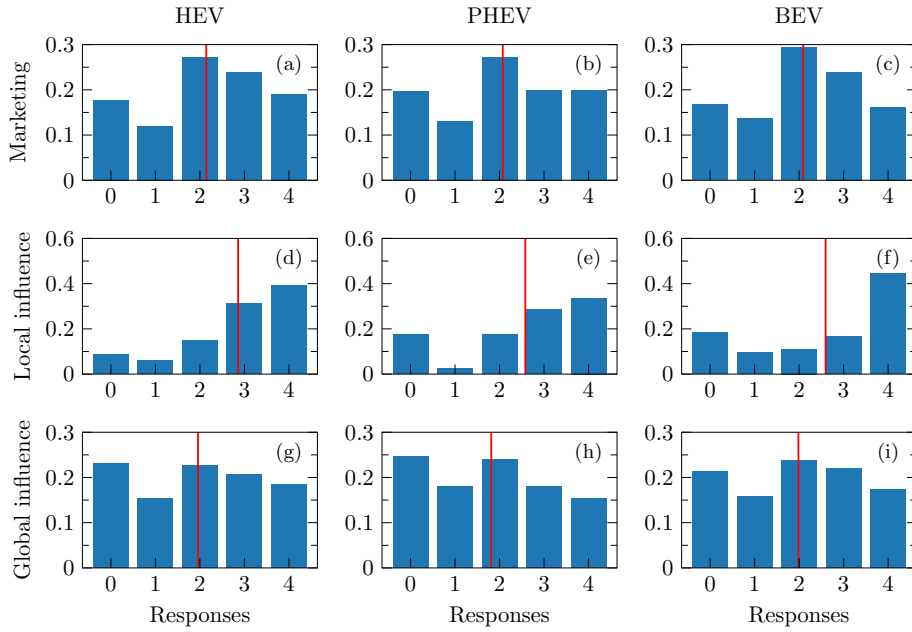 HEV PHEV BEV
Marketing
0.3
0.2
0.1
0
(a)
0 1 2 3 4
0.3
0.2
0.1
0
(b)
0 1 2 3 4
0.3
0.2
0.1
0
(c)
0 1 2 3 4
Local influence
0.6
0.4
0.2
0
(d)
0 1 2 3 4
0.6
0.4
0.2
0
(e)
0 1 2 3 4
0.6
0.4
0.2
0
(f)
0 1 2 3 4
Global influence
0.3
0.2
0.1
0
(g)
0 1 2 3 4
Responses
0.3
0.2
0.1
0
(h)
0 1 2 3 4
Responses
0.3
0.2
0.1
0
(i)
0 1 2 3 4
Responses